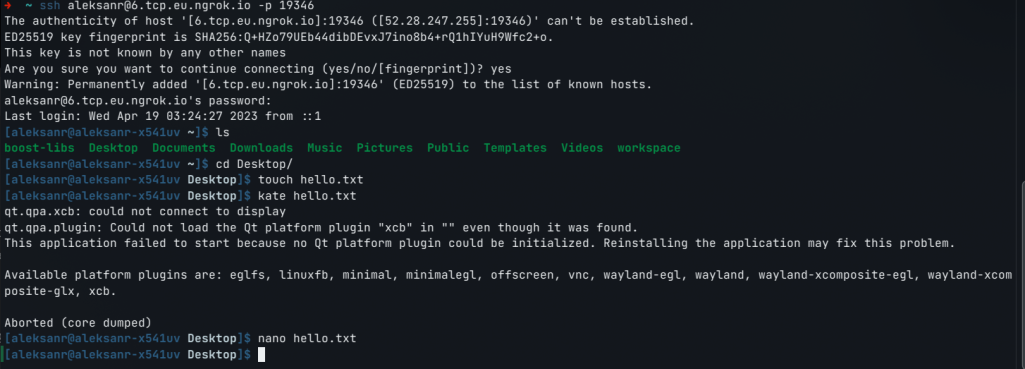 ➜ ~ ssh aleksanr@6.tcp.eu.ngrok.io -p 19346
The authenticity of host '[6.tcp.eu.ngrok.io]:19346 ([52.28.247.255]:19346)' can't be established.
ED25519 key fingerprint is SHA256:Q+HZo79UEb44dibDEvxJ7ino8b4+rQ1hIYuH9Wfc2+o.
This key is not known by any other names
Are you sure you want to continue connecting (yes/no/[fingerprint])? yes
Warning: Permanently added '[6.tcp.eu.ngrok.io]:19346' (ED25519) to the list of known hosts.
aleksanr@6.tcp.eu.ngrok.io's password:
Last login: Wed Apr 19 03:24:27 2023 from ::1
[aleksanr@aleksanr-x541uv ~]$ ls
boost-libs Desktop Documents Downloads Music Pictures Public Templates Videos workspace
[aleksanr@aleksanr-x541uv ~]$ cd Desktop/
[aleksanr@aleksanr-x541uv Desktop]$ touch hello.txt
[aleksanr@aleksanr-x541uv Desktop]$ kate hello.txt
qt.qpa.xcb: could not connect to display
qt.qpa.plugin: Could not load the Qt platform plugin "xcb" in "" even though it was found.
This application failed to start because no Qt platform plugin could be initialized. Reinstalling the application may fix this problem.
Available platform plugins are: eglfs, linuxfb, minimal, minimalegl, offscreen, vnc, wayland-egl, wayland, wayland-xcomposite-egl, wayland-xcom
posite-glx, xcb.
Aborted (core dumped)
[aleksanr@aleksanr-x541uv Desktop]$ nano hello.txt
[aleksanr@aleksanr-x541uv Desktop]$